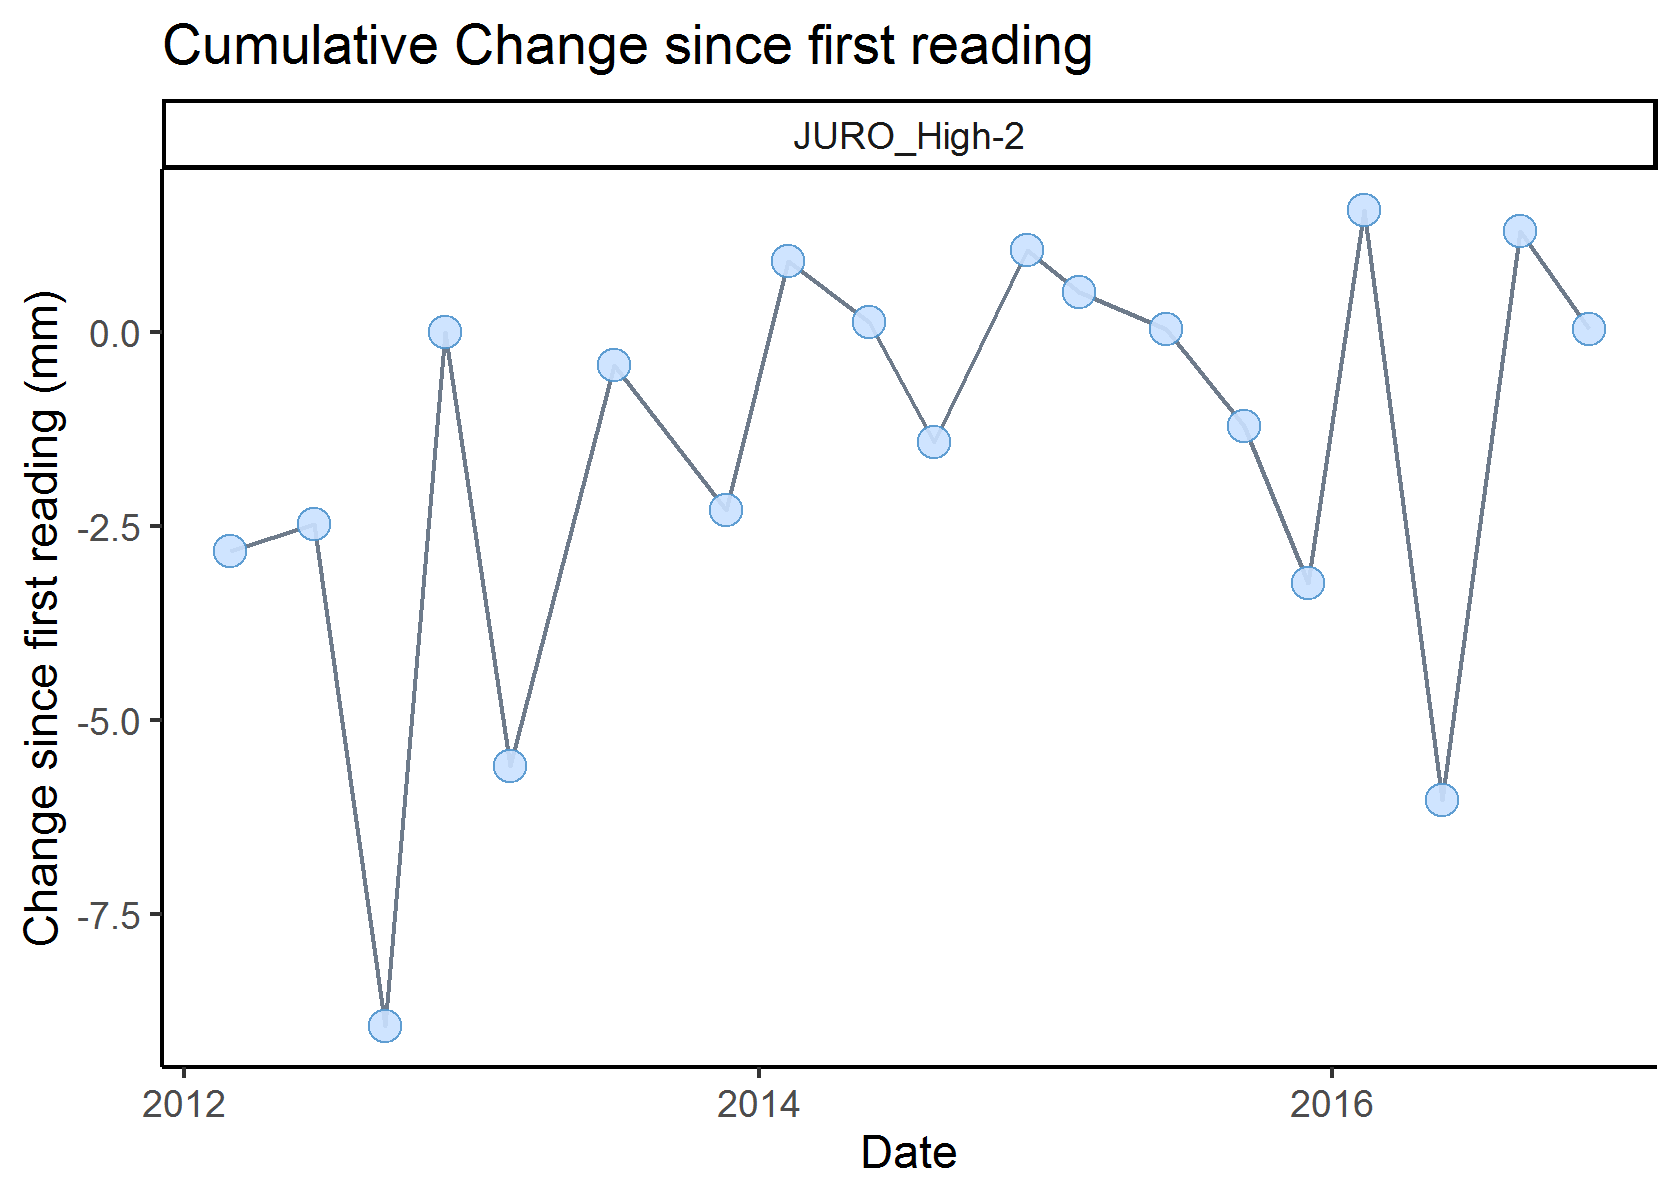 Cumulative Change since first reading
JURO_High-2
Change since first reading (mm)
0.0
-2.5
-5.0
-7.5
2012
2014
2016
Date